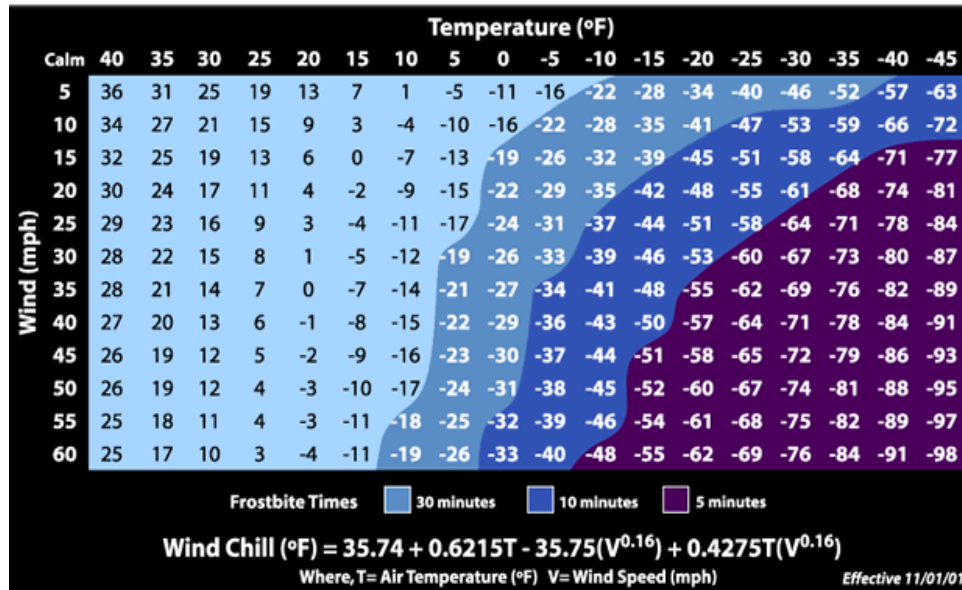 Temperature (ºF)
Calm 40 35 30 25 20 15 10 5 0 -5 -10 -15 -20 -25 -30 -35 -40 -45
5 36 31 25 19 13 7 1 -5 -11 -16 -22 -28 -34 -40 -46 -52 -57 -63
10 34 27 21 15 9 3 -4 -10 -16 -22 -28 -35 -41 -47 -53 -59 -66 -72
15 32 25 19 13 6 0 -7 -13 -19 -26 -32 -39 -45 -51 -58 -64 -71 -77
20 30 24 17 11 4 -2 -9 -15 -22 -29 -35 -42 -48 -55 -61 -68 -74 -81
25 29 23 16 9 3 -4 -11 -17 -24 -31 -37 -44 -51 -58 -64 -71 -78 -84
30 28 22 15 8 1 -5 -12 -19 -26 -33 -39 -46 -53 -60 -67 -73 -80 -87
35 28 21 14 7 0 -7 -14 -21 -27 -34 -41 -48 -55 -62 -69 -76 -82 -89
40 27 20 13 6 -1 -8 -15 -22 -29 -36 -43 -50 -57 -64 -71 -78 -84 -91
45 26 19 12 5 -2 -9 -16 -23 -30 -37 -44 -51 -58 -65 -72 -79 -86 -93
50 26 19 12 4 -3 -10 -17 -24 -31 -38 -45 -52 -60 -67 -74 -81 -88 -95
55 25 18 11 4 -3 -11 -18 -25 -32 -39 -46 -54 -61 -68 -75 -82 -89 -97
60 25 17 10 3 -4 -11 -19 -26 -33 -40 -48 -55 -62 -69 -76 -84 -91 -98
Wind (mph)
Frostbite Times 30 minutes 10 minutes 5 minutes
Wind Chill (ºF) = 35.74 + 0.6215T - 35.75(V^0.16) + 0.4275T(V^0.16)
Where, T= Air Temperature (ºF) V= Wind Speed (mph) Effective 11/01/01